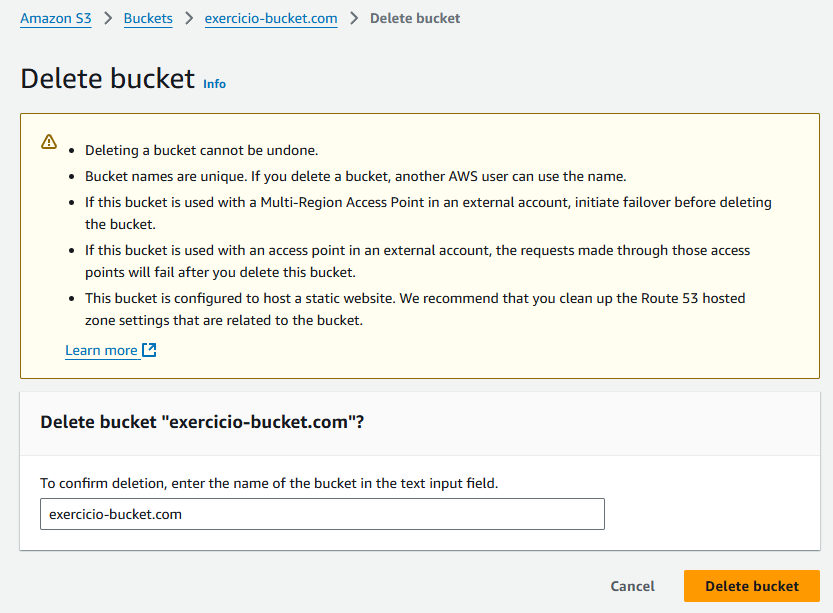 Amazon S3 > Buckets > exercicio-bucket.com > Delete bucket
Delete bucket Info
Deleting a bucket cannot be undone.
Bucket names are unique. If you delete a bucket, another AWS user can use the name.
If this bucket is used with a Multi-Region Access Point in an external account, initiate failover before deleting
the bucket.
If this bucket is used with an access point in an external account, the requests made through those access
points will fail after you delete this bucket.
This bucket is configured to host a static website. We recommend that you clean up the Route 53 hosted
zone settings that are related to the bucket.
Learn more
Delete bucket "exercicio-bucket.com"?
To confirm deletion, enter the name of the bucket in the text input field.
exercicio-bucket.com
Cancel Delete bucket